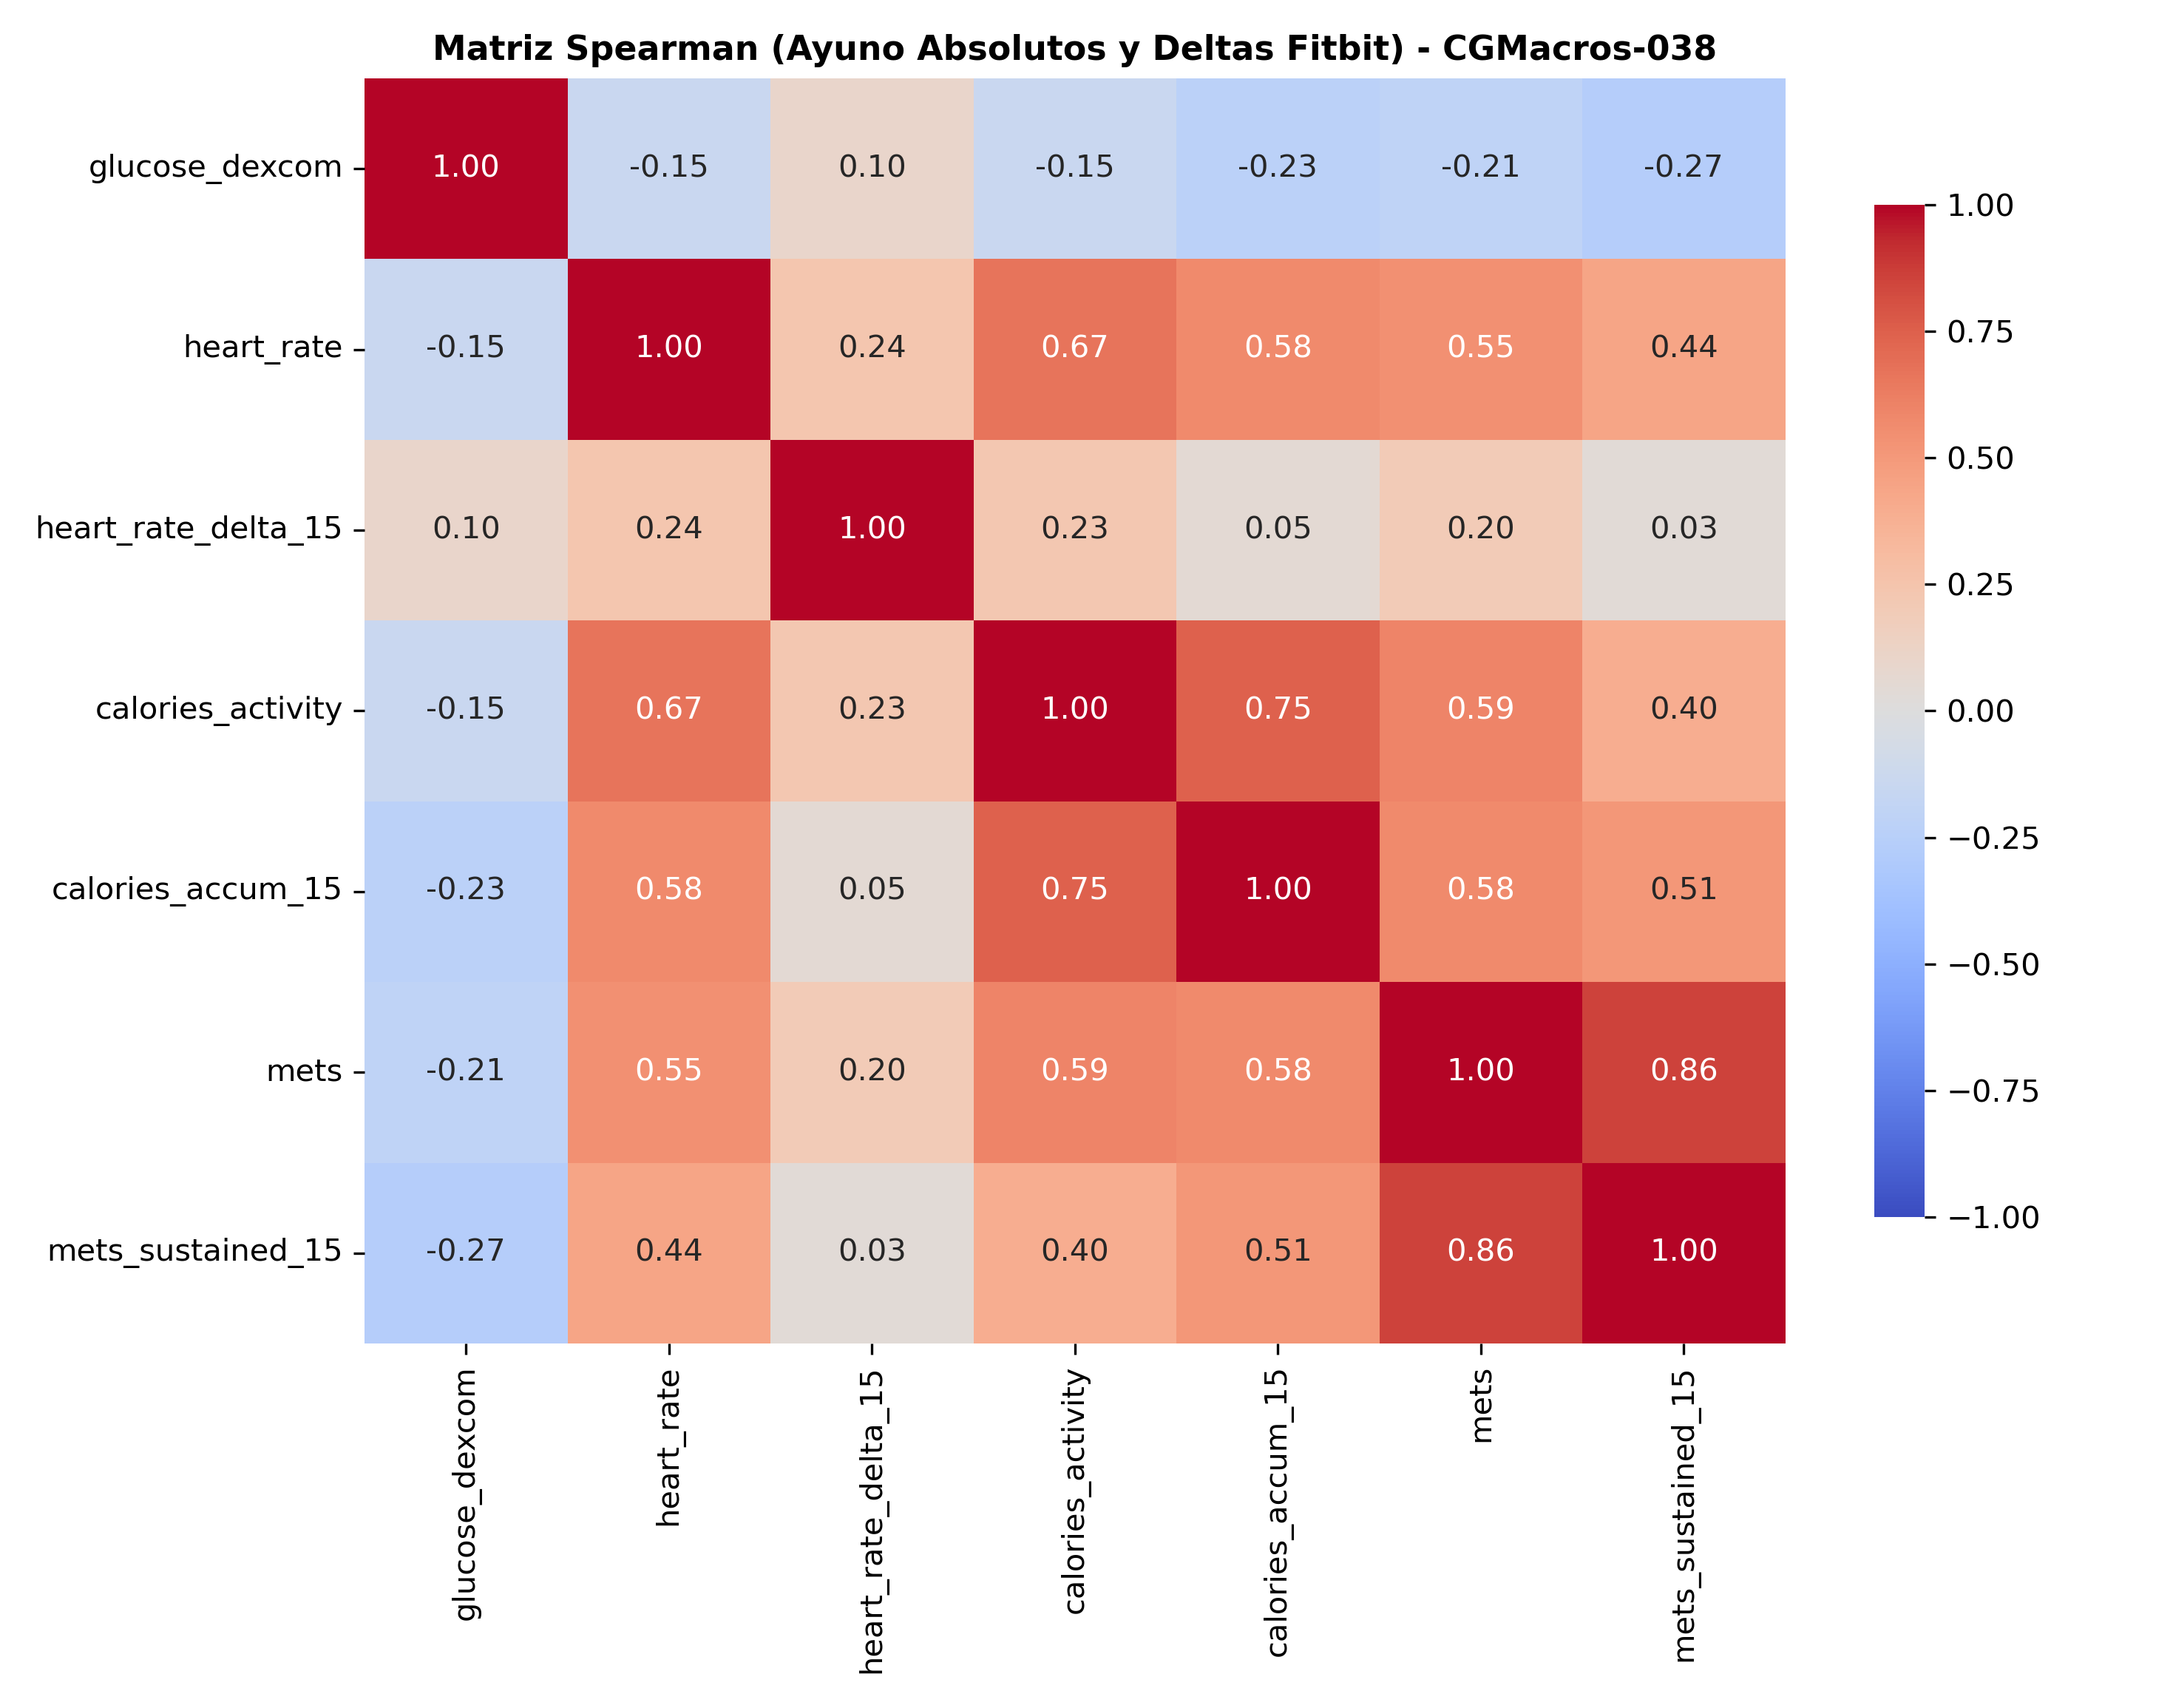 Matriz Spearman (Ayuno Absolutos y Deltas Fitbit) - CGMacros-038
glucose_dexcom 1.00 -0.15 0.10 -0.15 -0.23 -0.21 -0.27
heart_rate -0.15 1.00 0.24 0.67 0.58 0.55 0.44
heart_rate_delta_15 0.10 0.24 1.00 0.23 0.05 0.20 0.03
calories_activity -0.15 0.67 0.23 1.00 0.75 0.59 0.40
calories_accum_15 -0.23 0.58 0.05 0.75 1.00 0.58 0.51
mets -0.21 0.55 0.20 0.59 0.58 1.00 0.86
mets_sustained_15 -0.27 0.44 0.03 0.40 0.51 0.86 1.00
glucose_dexcom
heart_rate
heart_rate_delta_15
calories_activity
calories_accum_15
mets
mets_sustained_15
1.00
0.75
0.50
0.25
0.00
−0.25
−0.50
−0.75
−1.00